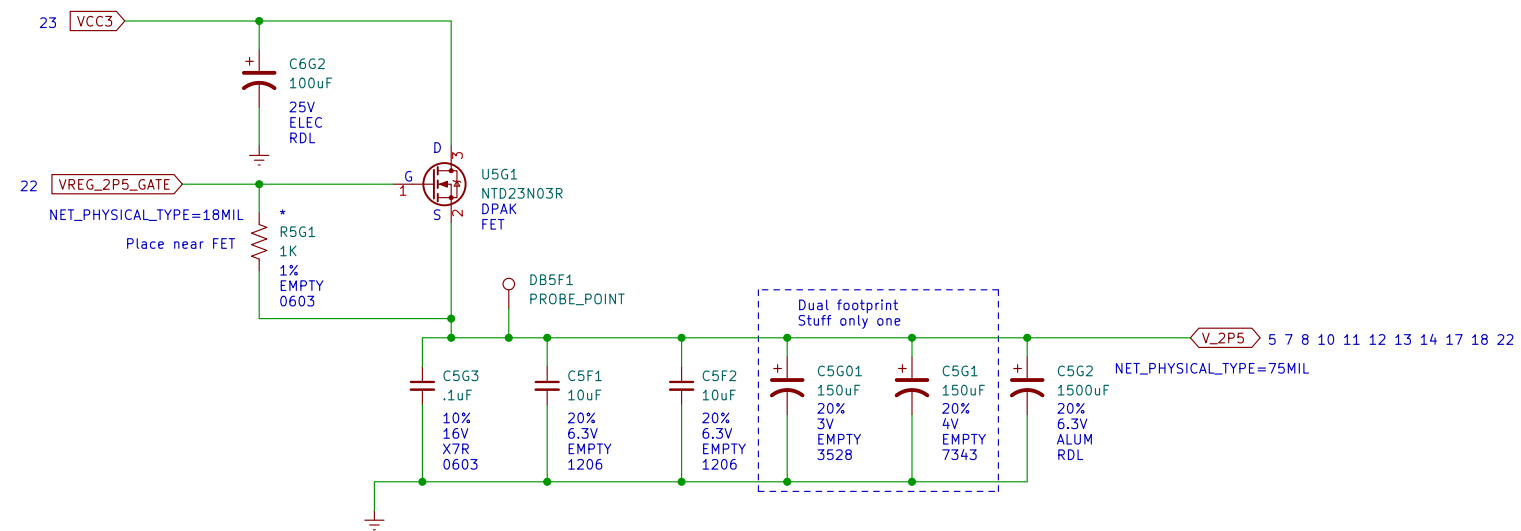 23 VCC3
C6G2
100uF
25V
ELEC
RDL
22 VREG_2P5_GATE
NET_PHYSICAL_TYPE=18MIL
Place near FET
*
R5G1
1K
1%
EMPTY
0603
D
3
G
1
S
2
U5G1
NTD23N03R
DPAK
FET
DB5F1
PROBE_POINT
Dual footprint
Stuff only one
V_2P5 5 7 8 10 11 12 13 14 17 18 22
NET_PHYSICAL_TYPE=75MIL
C5G3
.1uF
10%
16V
X7R
0603
C5F1
10uF
20%
6.3V
EMPTY
1206
C5F2
10uF
20%
6.3V
EMPTY
1206
C5G01
150uF
20%
3V
EMPTY
3528
C5G1
150uF
20%
4V
EMPTY
7343
C5G2
1500uF
20%
6.3V
ALUM
RDL